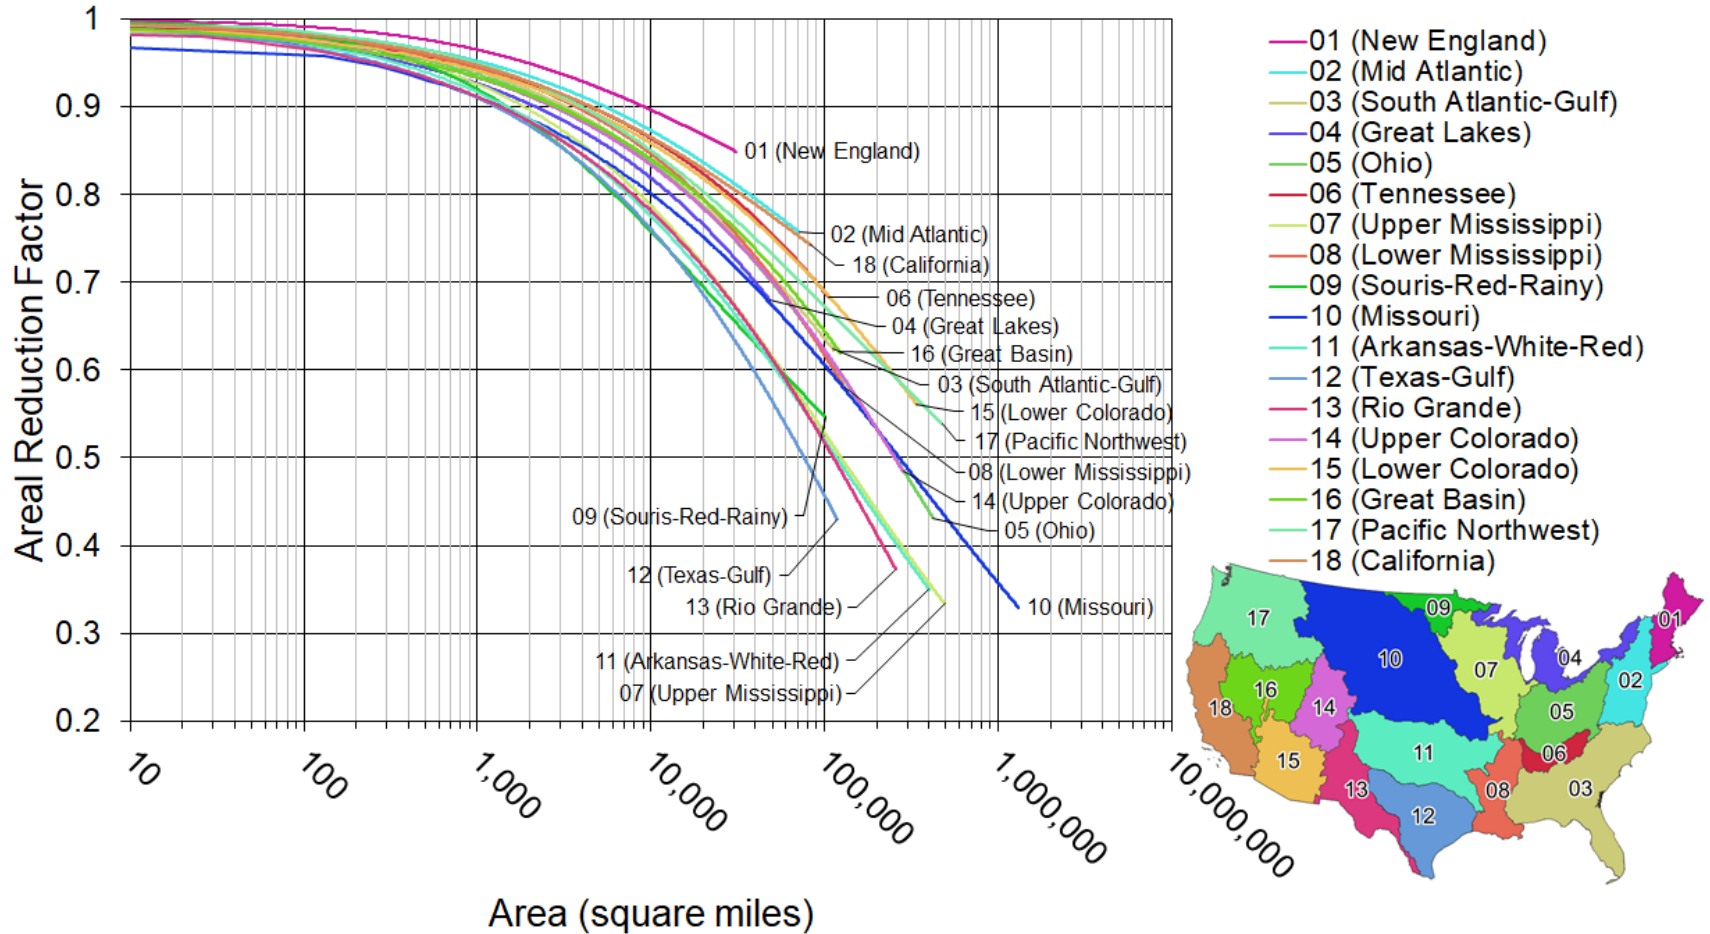 Areal Reduction Factor
1
0.9
0.8
0.7
0.6
0.5
0.4
0.3
0.2
01 (New England)
02 (Mid Atlantic)
18 (California)
06 (Tennessee)
04 (Great Lakes)
16 (Great Basin)
03 (South Atlantic-Gulf)
15 (Lower Colorado)
17 (Pacific Northwest)
08 (Lower Mississippi)
14 (Upper Colorado)
05 (Ohio)
09 (Souris-Red-Rainy)
12 (Texas-Gulf)
13 (Rio Grande)
10 (Missouri)
11 (Arkansas-White-Red)
07 (Upper Mississippi)
10
100
1,000
10,000
100,000
1,000,000
10,000,000
Area (square miles)
01 (New England)
02 (Mid Atlantic)
03 (South Atlantic-Gulf)
04 (Great Lakes)
05 (Ohio)
06 (Tennessee)
07 (Upper Mississippi)
08 (Lower Mississippi)
09 (Souris-Red-Rainy)
10 (Missouri)
11 (Arkansas-White-Red)
12 (Texas-Gulf)
13 (Rio Grande)
14 (Upper Colorado)
15 (Lower Colorado)
16 (Great Basin)
17 (Pacific Northwest)
18 (California)
09
17
01
10
04
07
02
16
18
14
05
11
06
15
13
08
03
12